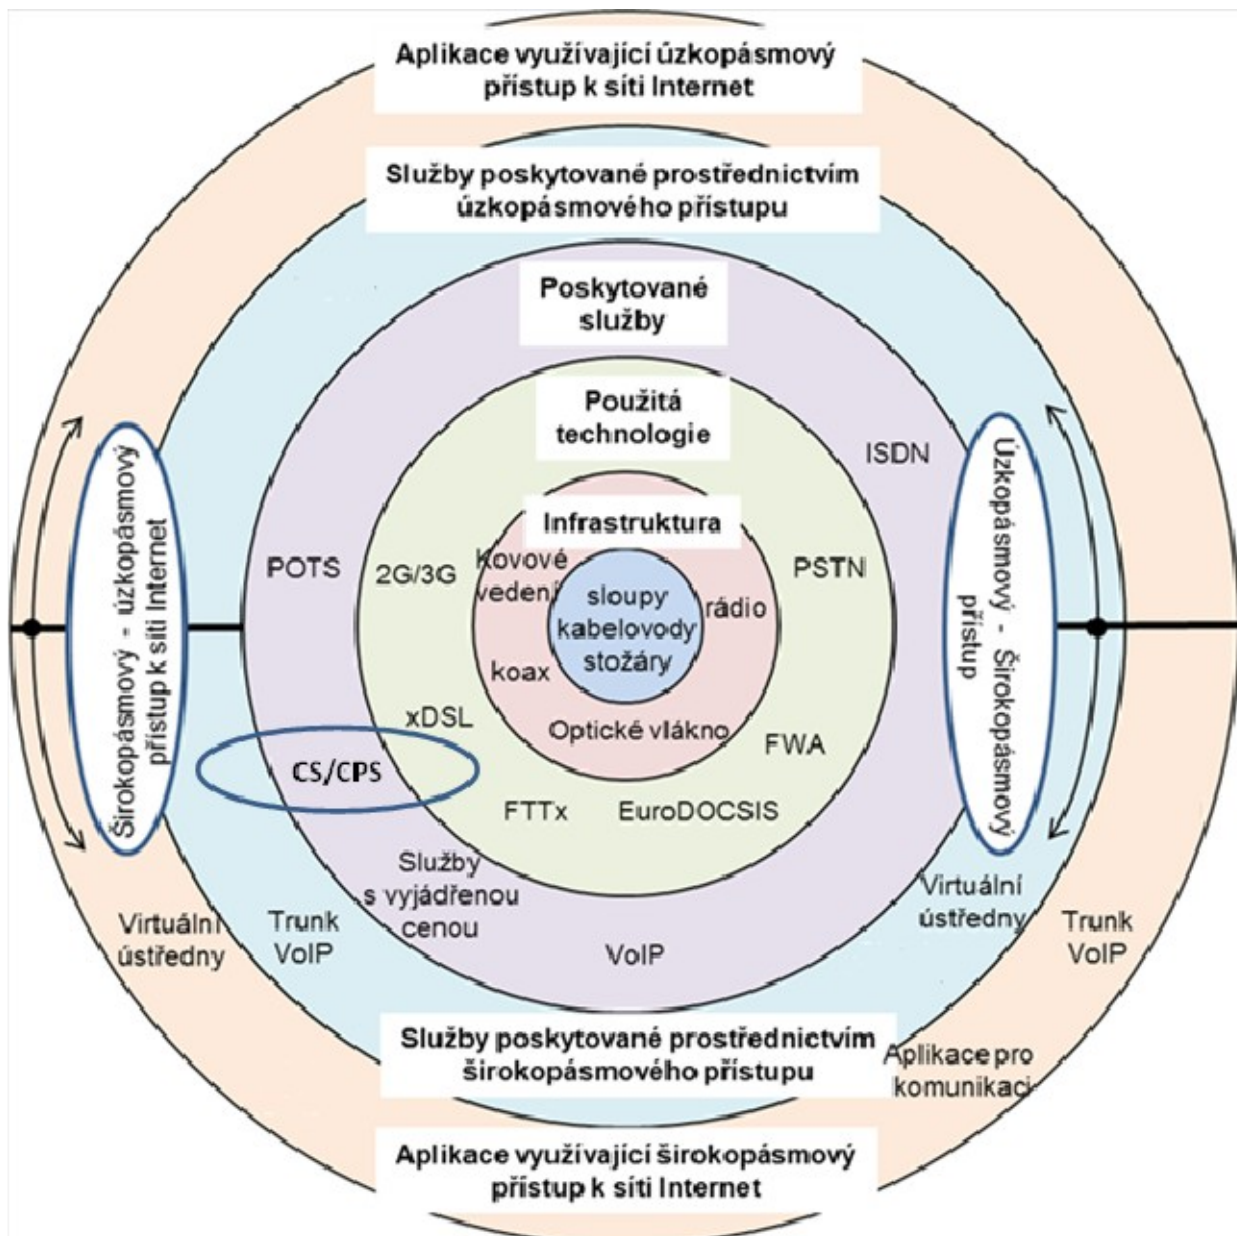 Aplikace využívající úzkopásmový
přístup k síti Internet
Služby poskytované prostřednictvím
úzkopásmového přístupu
Poskytované
služby
Použitá
technologie
Infrastruktura
sloupy
kabelovody
stožáry
Kovové
vedení
rádio
koax
Optické vlákno
2G/3G
PSTN
xDSL
FWA
FTTx
EuroDOCSIS
ISDN
POTS
CS/CPS
Služby
s vyjádřenou
cenou
VoIP
Širokopásmový - úzkopásmový
přístup k síti Internet
Úzkopásmový - Širokopásmový
přístup
Virtuální
ústředny
Trunk
VoIP
Virtuální
ústředny
Trunk
VoIP
Služby poskytované prostřednictvím
širokopásmového přístupu
Aplikace pro
komunikaci
Aplikace využívající širokopásmový
přístup k síti Internet